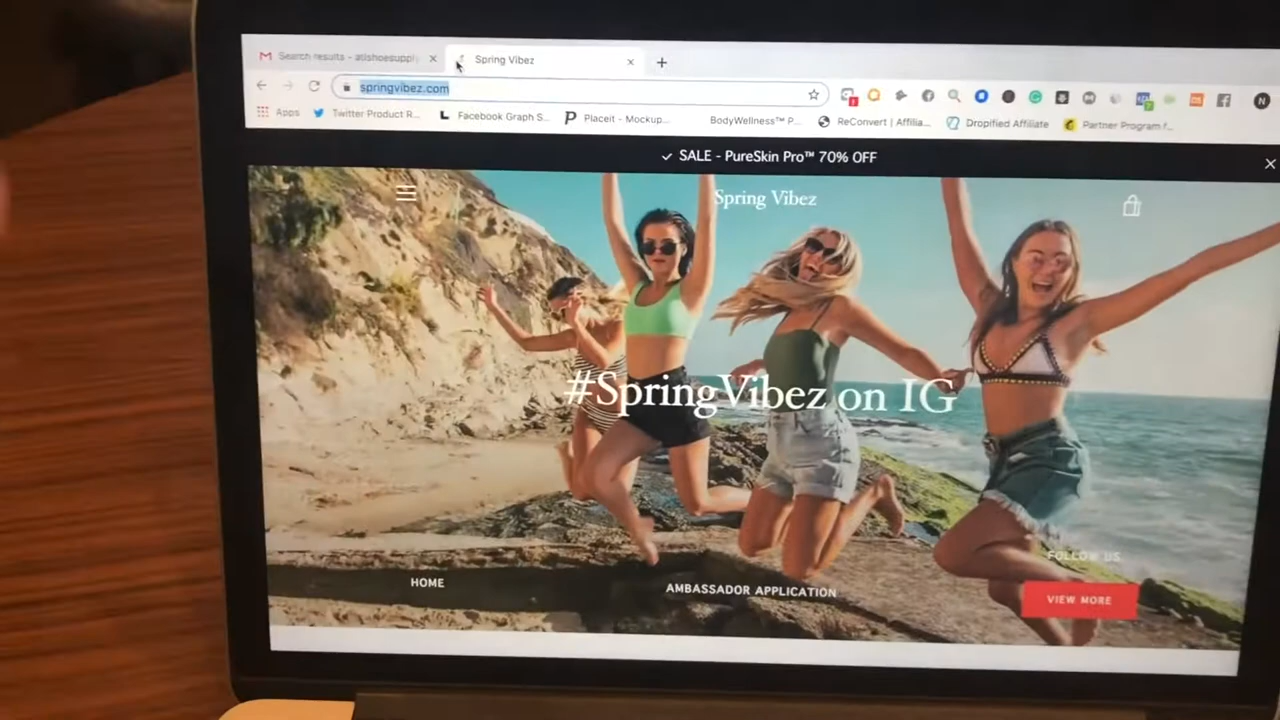 Search results - atlshoesuppl
Spring Vibez
springvibez.com
Apps
Twitter Product R...
Facebook Graph S...
Placeit - Mockup...
BodyWellness™ P...
ReConvert | Affilia...
Dropified Affiliate
Partner Program f...
SALE - PureSkin Pro™ 70% OFF
Spring Vibez
#SpringVibez on IG
FOLLOW US
HOME
AMBASSADOR APPLICATION
VIEW MORE